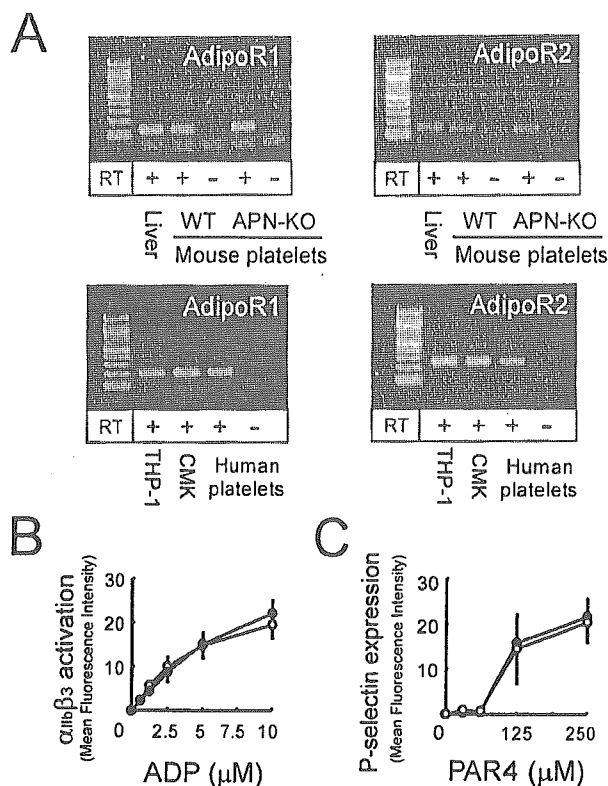 A
AdipoR1
RT + + - + -
Liver WT APN-KO
Mouse platelets
AdipoR2
RT + + - + -
Liver WT APN-KO
Mouse platelets
AdipoR1
RT + + + -
THP-1 CMK Human platelets
AdipoR2
RT + + + -
THP-1 CMK Human platelets
B
αIIbβ3 activation
(Mean Fluorescence Intensity)
30
20
10
0 2.5 5 7.5 10
ADP (μM)
C
P-selectin expression
(Mean Fluorescence Intensity)
30
20
10
0 125 250
PAR4 (μM)